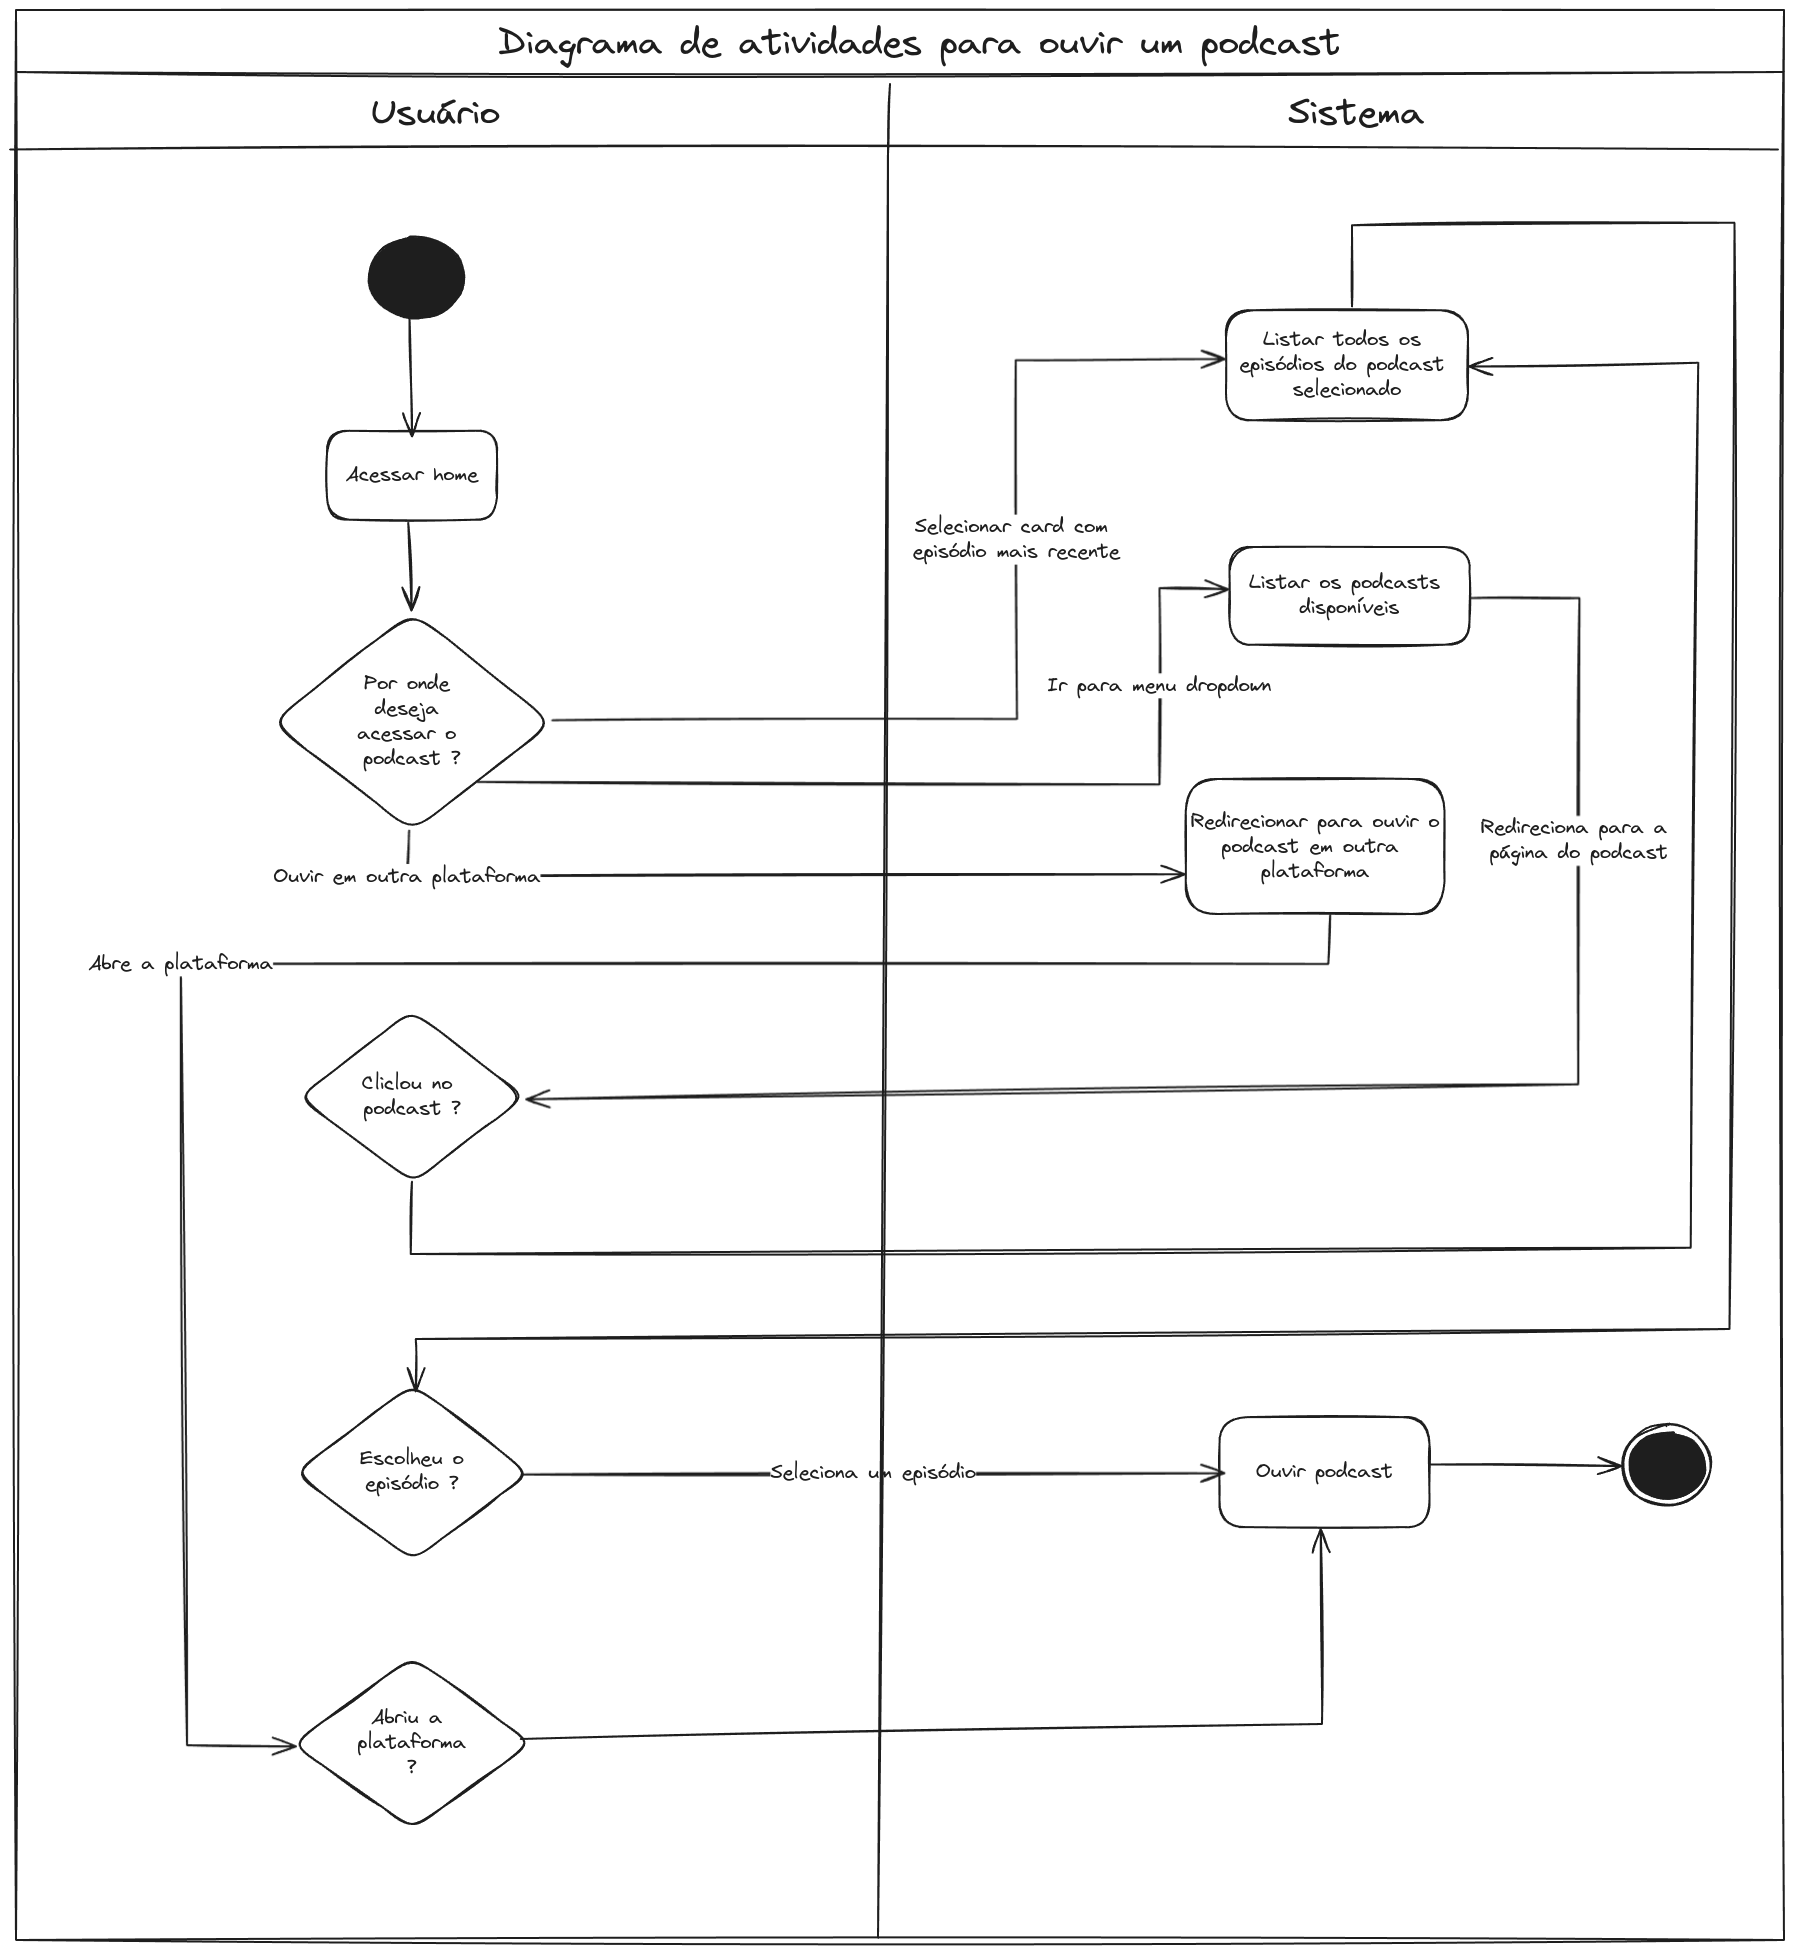 Diagrama de atividades para ouvir um podcast
Usuário
Sistema
Listar todos os
episódios do podcast
selecionado
Acessar home
Selecionar card com
episódio mais recente
Listar os podcasts
disponíveis
Por onde
deseja
acessar o
podcast ?
Ir para menu dropdown
Redirecionar para ouvir o
podcast em outra
plataforma
Redireciona para a
página do podcast
Ouvir em outra plataforma
Abre a plataforma
Cliclou no
podcast ?
Escolheu o
episódio ?
Seleciona um episódio
Ouvir podcast
Abriu a
plataforma
?